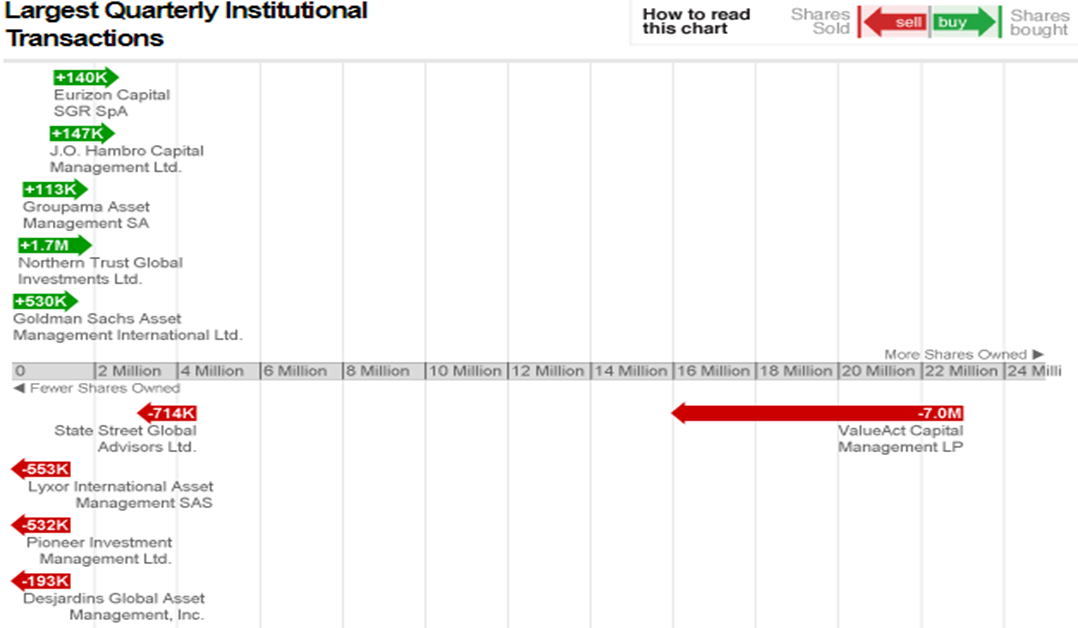 Largest Quarterly Institutional
Transactions
How to read
this chart
Shares
Sold
sell
buy
Shares
bought
+140K
Eurizon Capital
SGR SpA
+147K
J.O. Hambro Capital
Management Ltd.
+113K
Groupama Asset
Management SA
+1.7M
Northern Trust Global
Investments Ltd.
+530K
Goldman Sachs Asset
Management International Ltd.
More Shares Owned ▶
0 2 Million 4 Million 6 Million 8 Million 10 Million 12 Million 14 Million 16 Million 18 Million 20 Million 22 Million 24 Milli
◀ Fewer Shares Owned
-714K
State Street Global
Advisors Ltd.
-7.0M
ValueAct Capital
Management LP
-553K
Lyxor International Asset
Management SAS
-532K
Pioneer Investment
Management Ltd.
-193K
Desjardins Global Asset
Management, Inc.